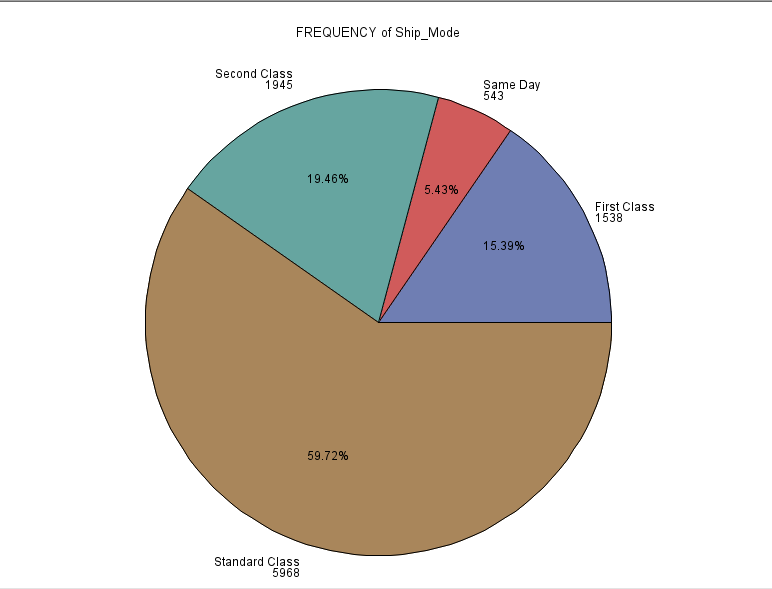 FREQUENCY of Ship_Mode
Second Class
1945
Same Day
543
19.46%
5.43%
First Class
1538
15.39%
59.72%
Standard Class
5968